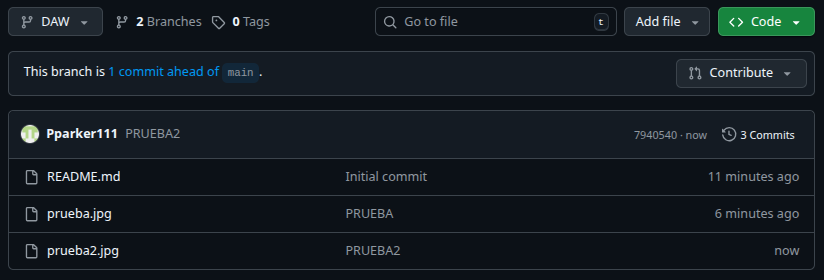 DAW 2 Branches 0 Tags Go to file t Add file Code
This branch is 1 commit ahead of main. Contribute
Pparker111 PRUEBA2 7940540 · now 3 Commits
README.md Initial commit 11 minutes ago
prueba.jpg PRUEBA 6 minutes ago
prueba2.jpg PRUEBA2 now